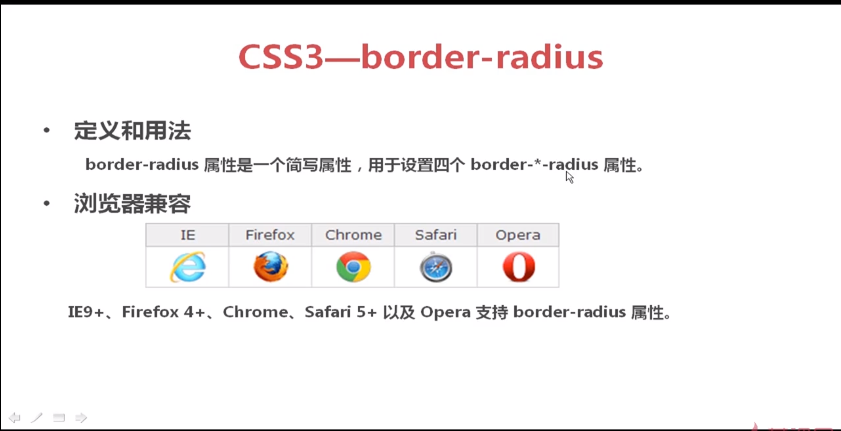 CSS3—border-radius
• 定义和用法
border-radius 属性是一个简写属性，用于设置四个 border-*-radius 属性。
• 浏览器兼容
IE Firefox Chrome Safari Opera
IE9+、Firefox 4+、Chrome、Safari 5+ 以及 Opera 支持 border-radius 属性。